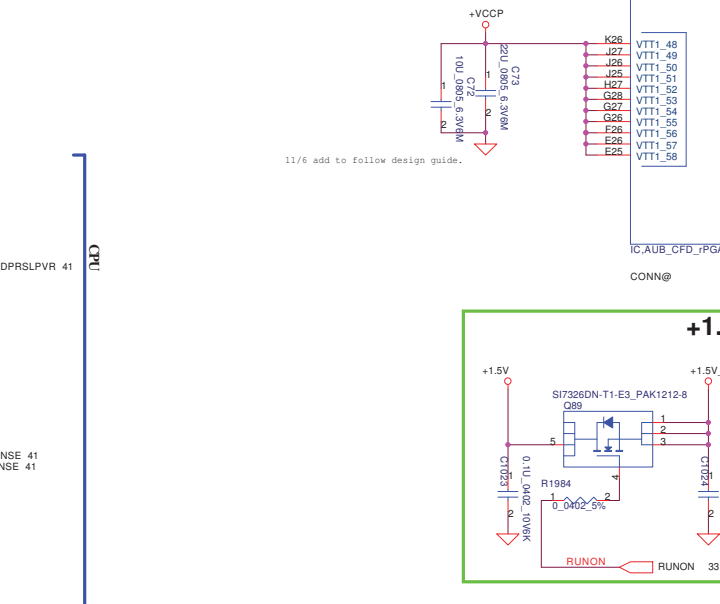 +VCCP
K26 VTT1_48
J27 VTT1_49
J26 VTT1_50
J25 VTT1_51
H27 VTT1_52
G28 VTT1_53
G27 VTT1_54
G26 VTT1_55
F26 VTT1_56
E26 VTT1_57
E25 VTT1_58
1
2
C72
10U_0805_6.3V6M
1
2
C73
22U_0805_6.3V6M
11/6 add to follow design guide.
CPU
DPRSLPVR 41
IC,AUB_CFD_rPGA
CONN@
+1.
+1.5V
+1.5V_
SI7326DN-T1-E3_PAK1212-8
Q89
5
1
2
3
4
NSE 41
NSE 41
C1023
1
2
0.1U_0402_10V6K
R1984
1
2
0_0402_5%
C1024
1
2
RUNON
RUNON 33